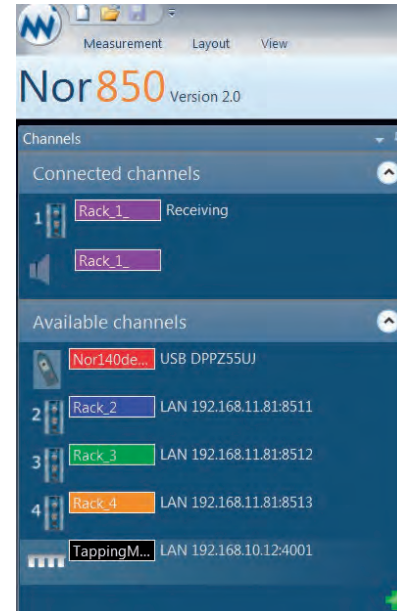 Measurement Layout View
Nor850 Version 2.0
Channels
Connected channels
1 Rack_1_ Receiving
Rack_1_
Available channels
Nor140de... USB DPPZ55UJ
2 Rack_2 LAN 192.168.11.81:8511
3 Rack_3 LAN 192.168.11.81:8512
4 Rack_4 LAN 192.168.11.81:8513
TappingM... LAN 192.168.10.12:4001